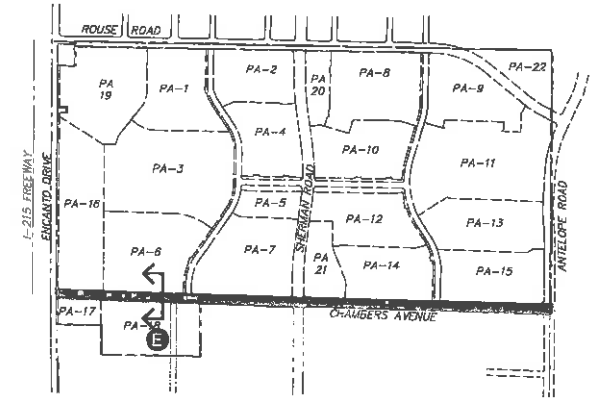 ROUSE ROAD
PA-22
PA-2
PA-8
PA
19
PA-1
PA
20
PA-9
PA-4
PA-10
PA-3
PA-11
I-215 FREEWAY
ENCANTO DRIVE
PA-16
PA-5
SHERMAN ROAD
PA-12
PA-13
ANTELOPE ROAD
PA-6
PA-7
PA
21
PA-14
PA-15
PA-17
PA-18
CHAMBERS AVENUE
E